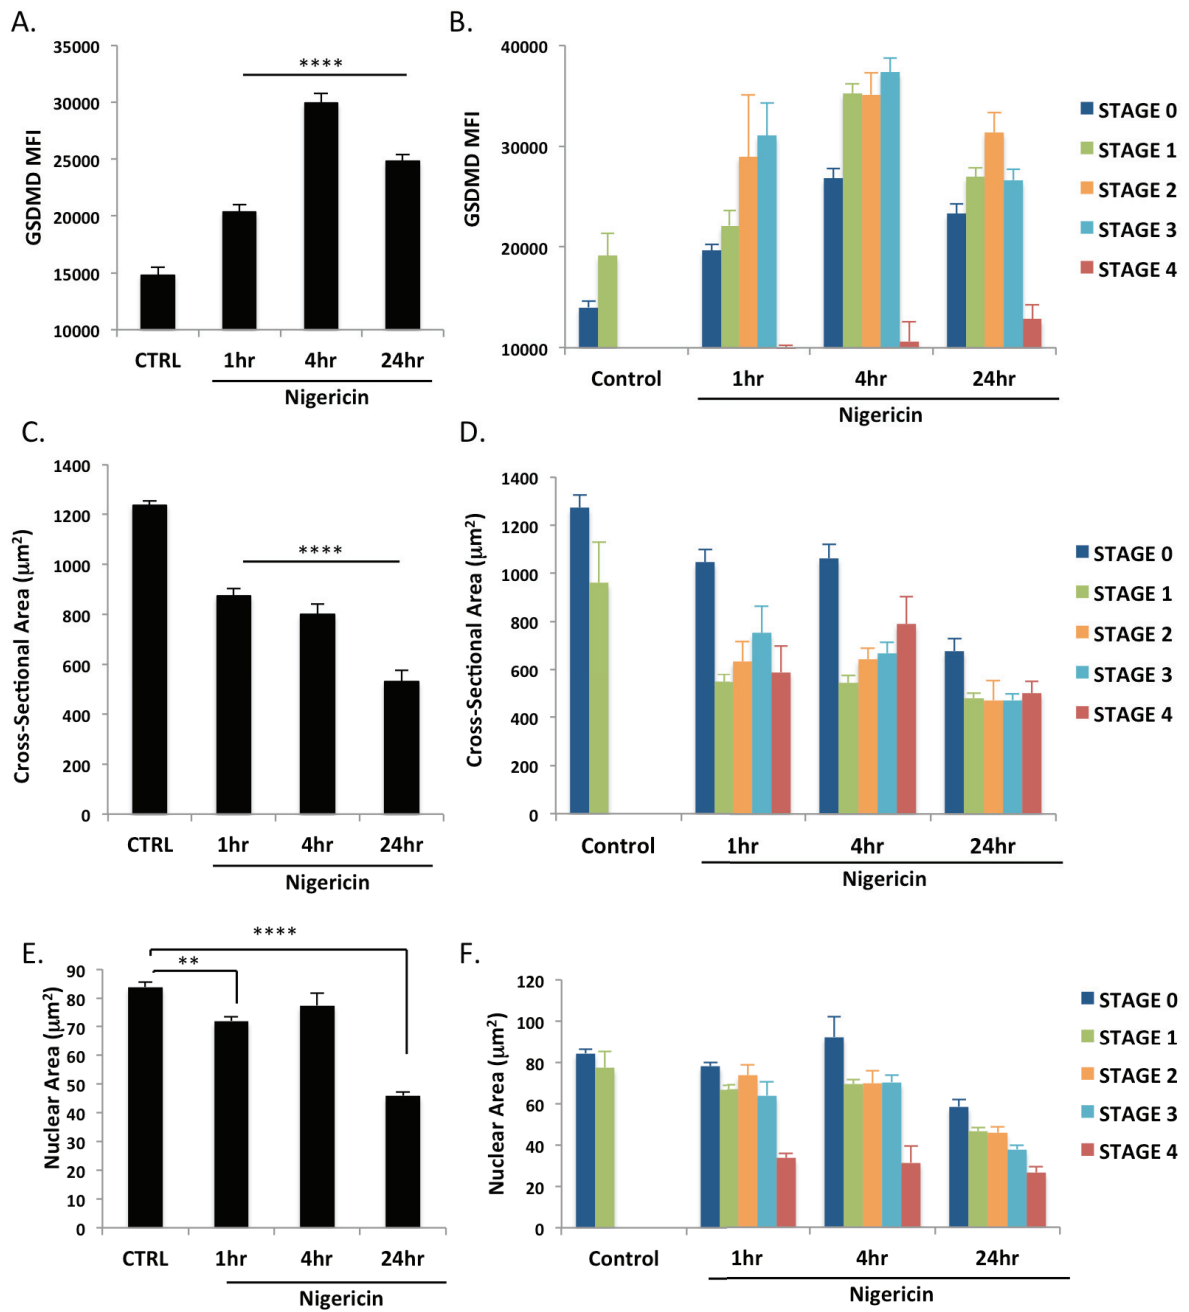 A.
GSDMD MFI
35000
30000
25000
20000
15000
10000
****
CTRL 1hr 4hr 24hr
Nigericin
B.
GSDMD MFI
40000
30000
20000
10000
Control 1hr 4hr 24hr
Nigericin
STAGE 0
STAGE 1
STAGE 2
STAGE 3
STAGE 4
C.
Cross-Sectional Area (μm²)
1400
1200
1000
800
600
400
200
0
****
CTRL 1hr 4hr 24hr
Nigericin
D.
Cross-Sectional Area (μm²)
1400
1200
1000
800
600
400
200
0
Control 1hr 4hr 24hr
Nigericin
STAGE 0
STAGE 1
STAGE 2
STAGE 3
STAGE 4
E.
Nuclear Area (μm²)
90
80
70
60
50
40
30
20
10
0
****
**
CTRL 1hr 4hr 24hr
Nigericin
F.
Nuclear Area (μm²)
120
100
80
60
40
20
0
Control 1hr 4hr 24hr
Nigericin
STAGE 0
STAGE 1
STAGE 2
STAGE 3
STAGE 4